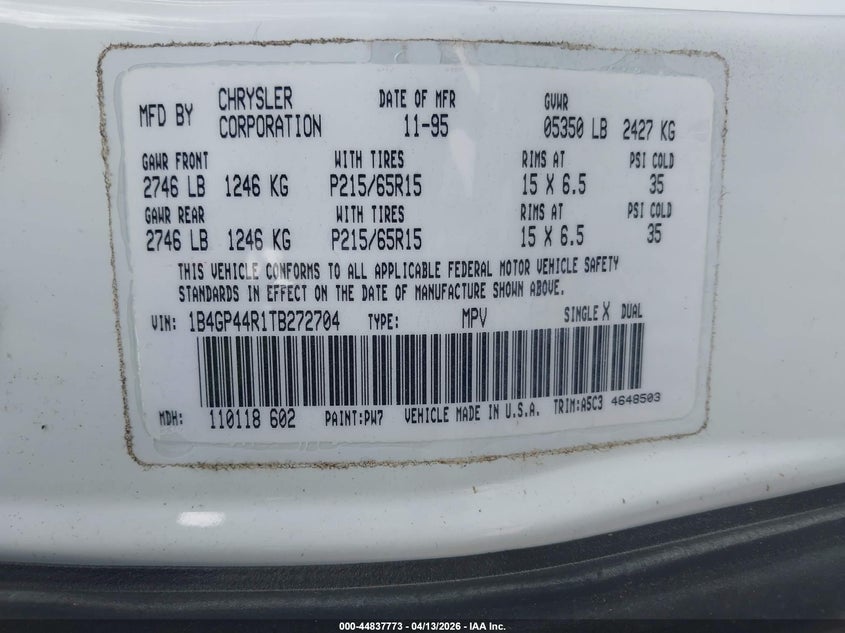 MFD BY CHRYSLER CORPORATION DATE OF MFR 11-95 GVWR 05350 LB 2427 KG
GAWR FRONT WITH TIRES RIMS AT PSI COLD
2746 LB 1246 KG P215/65R15 15 X 6.5 35
GAWR REAR WITH TIRES RIMS AT PSI COLD
2746 LB 1246 KG P215/65R15 15 X 6.5 35
THIS VEHICLE CONFORMS TO ALL APPLICABLE FEDERAL MOTOR VEHICLE SAFETY
STANDARDS IN EFFECT ON THE DATE OF MANUFACTURE SHOWN ABOVE.
VIN: 1B4GP44R1TB272704 TYPE: MPV SINGLE X DUAL
MDH: 110118 602 PAINT:PW7 VEHICLE MADE IN U.S.A. TRIM:A5C3 4648503
000-44837773 - 04/13/2026 - IAA Inc.